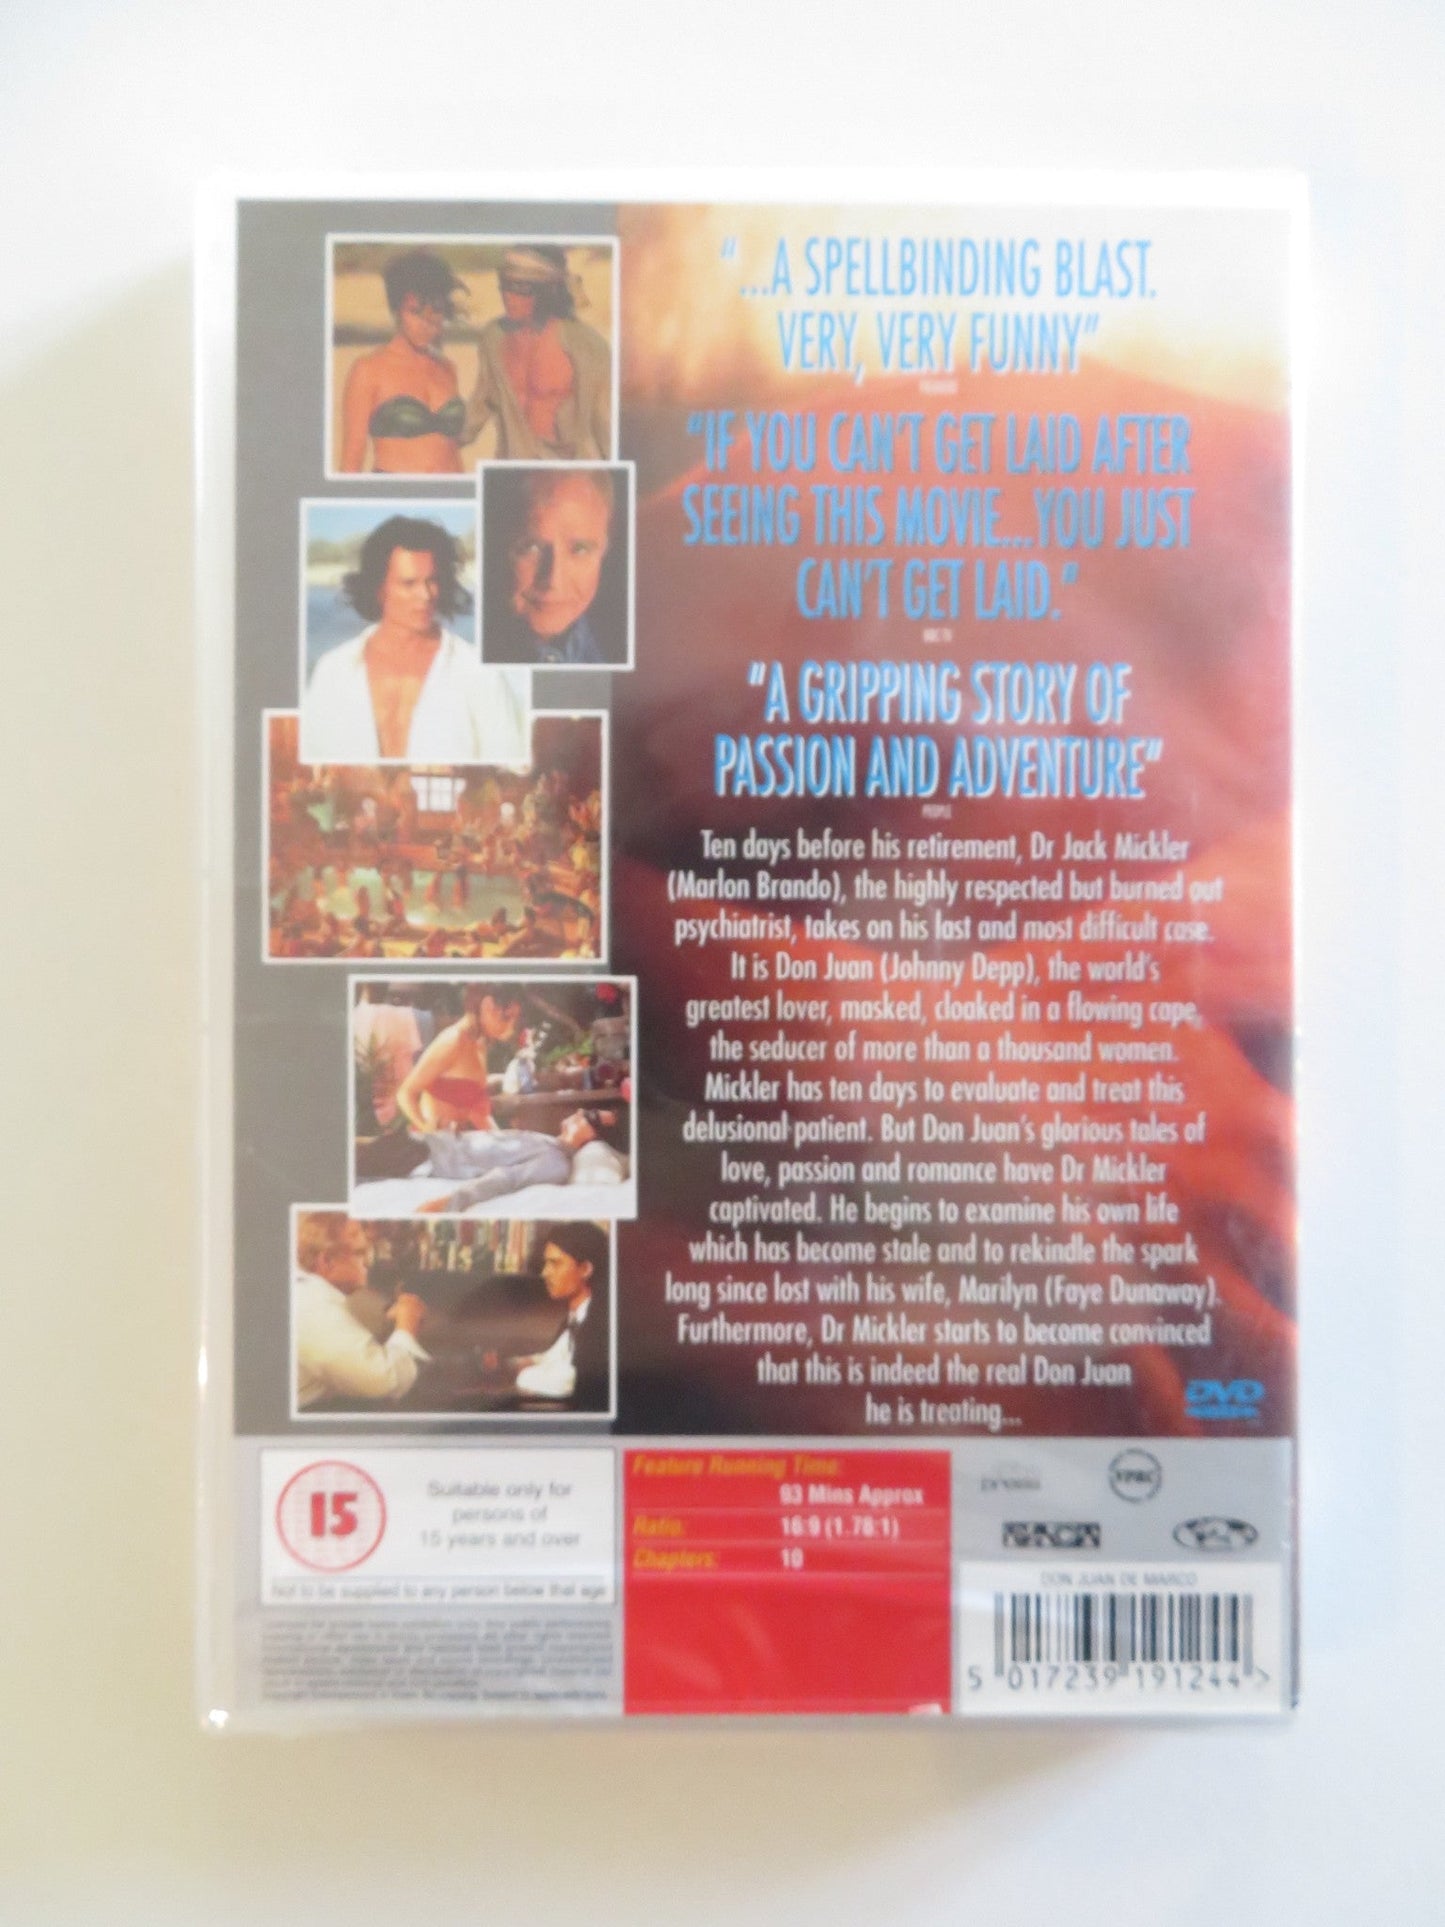 "...A SPELLBINDING BLAST.
VERY, VERY FUNNY"
"IF YOU CAN'T GET LAID AFTER
SEEING THIS MOVIE...YOU JUST
CAN'T GET LAID."
"A GRIPPING STORY OF
PASSION AND ADVENTURE"
PEOPLE
Ten days before his retirement, Dr Jack Mickler
(Marlon Brando), the highly respected but burned out
psychiatrist, takes on his last and most difficult case.
It is Don Juan (Johnny Depp), the world's
greatest lover, masked, cloaked in a flowing cape,
the seducer of more than a thousand women.
Mickler has ten days to evaluate and treat this
delusional patient. But Don Juan's glorious tales of
love, passion and romance have Dr Mickler
captivated. He begins to examine his own life
which has become stale and to rekindle the spark
long since lost with his wife, Marilyn (Faye Dunaway).
Furthermore, Dr Mickler starts to become convinced
that this is indeed the real Don Juan
he is treating...
DVD
15
Suitable only for
persons of
15 years and over
Not to be supplied to any person below that age
Feature Running Time:
93 Mins Approx
Ratio: 16:9 (1.78:1)
Chapters: 10
VPRC
DON JUAN DE MARCO
5 017239 191244 >